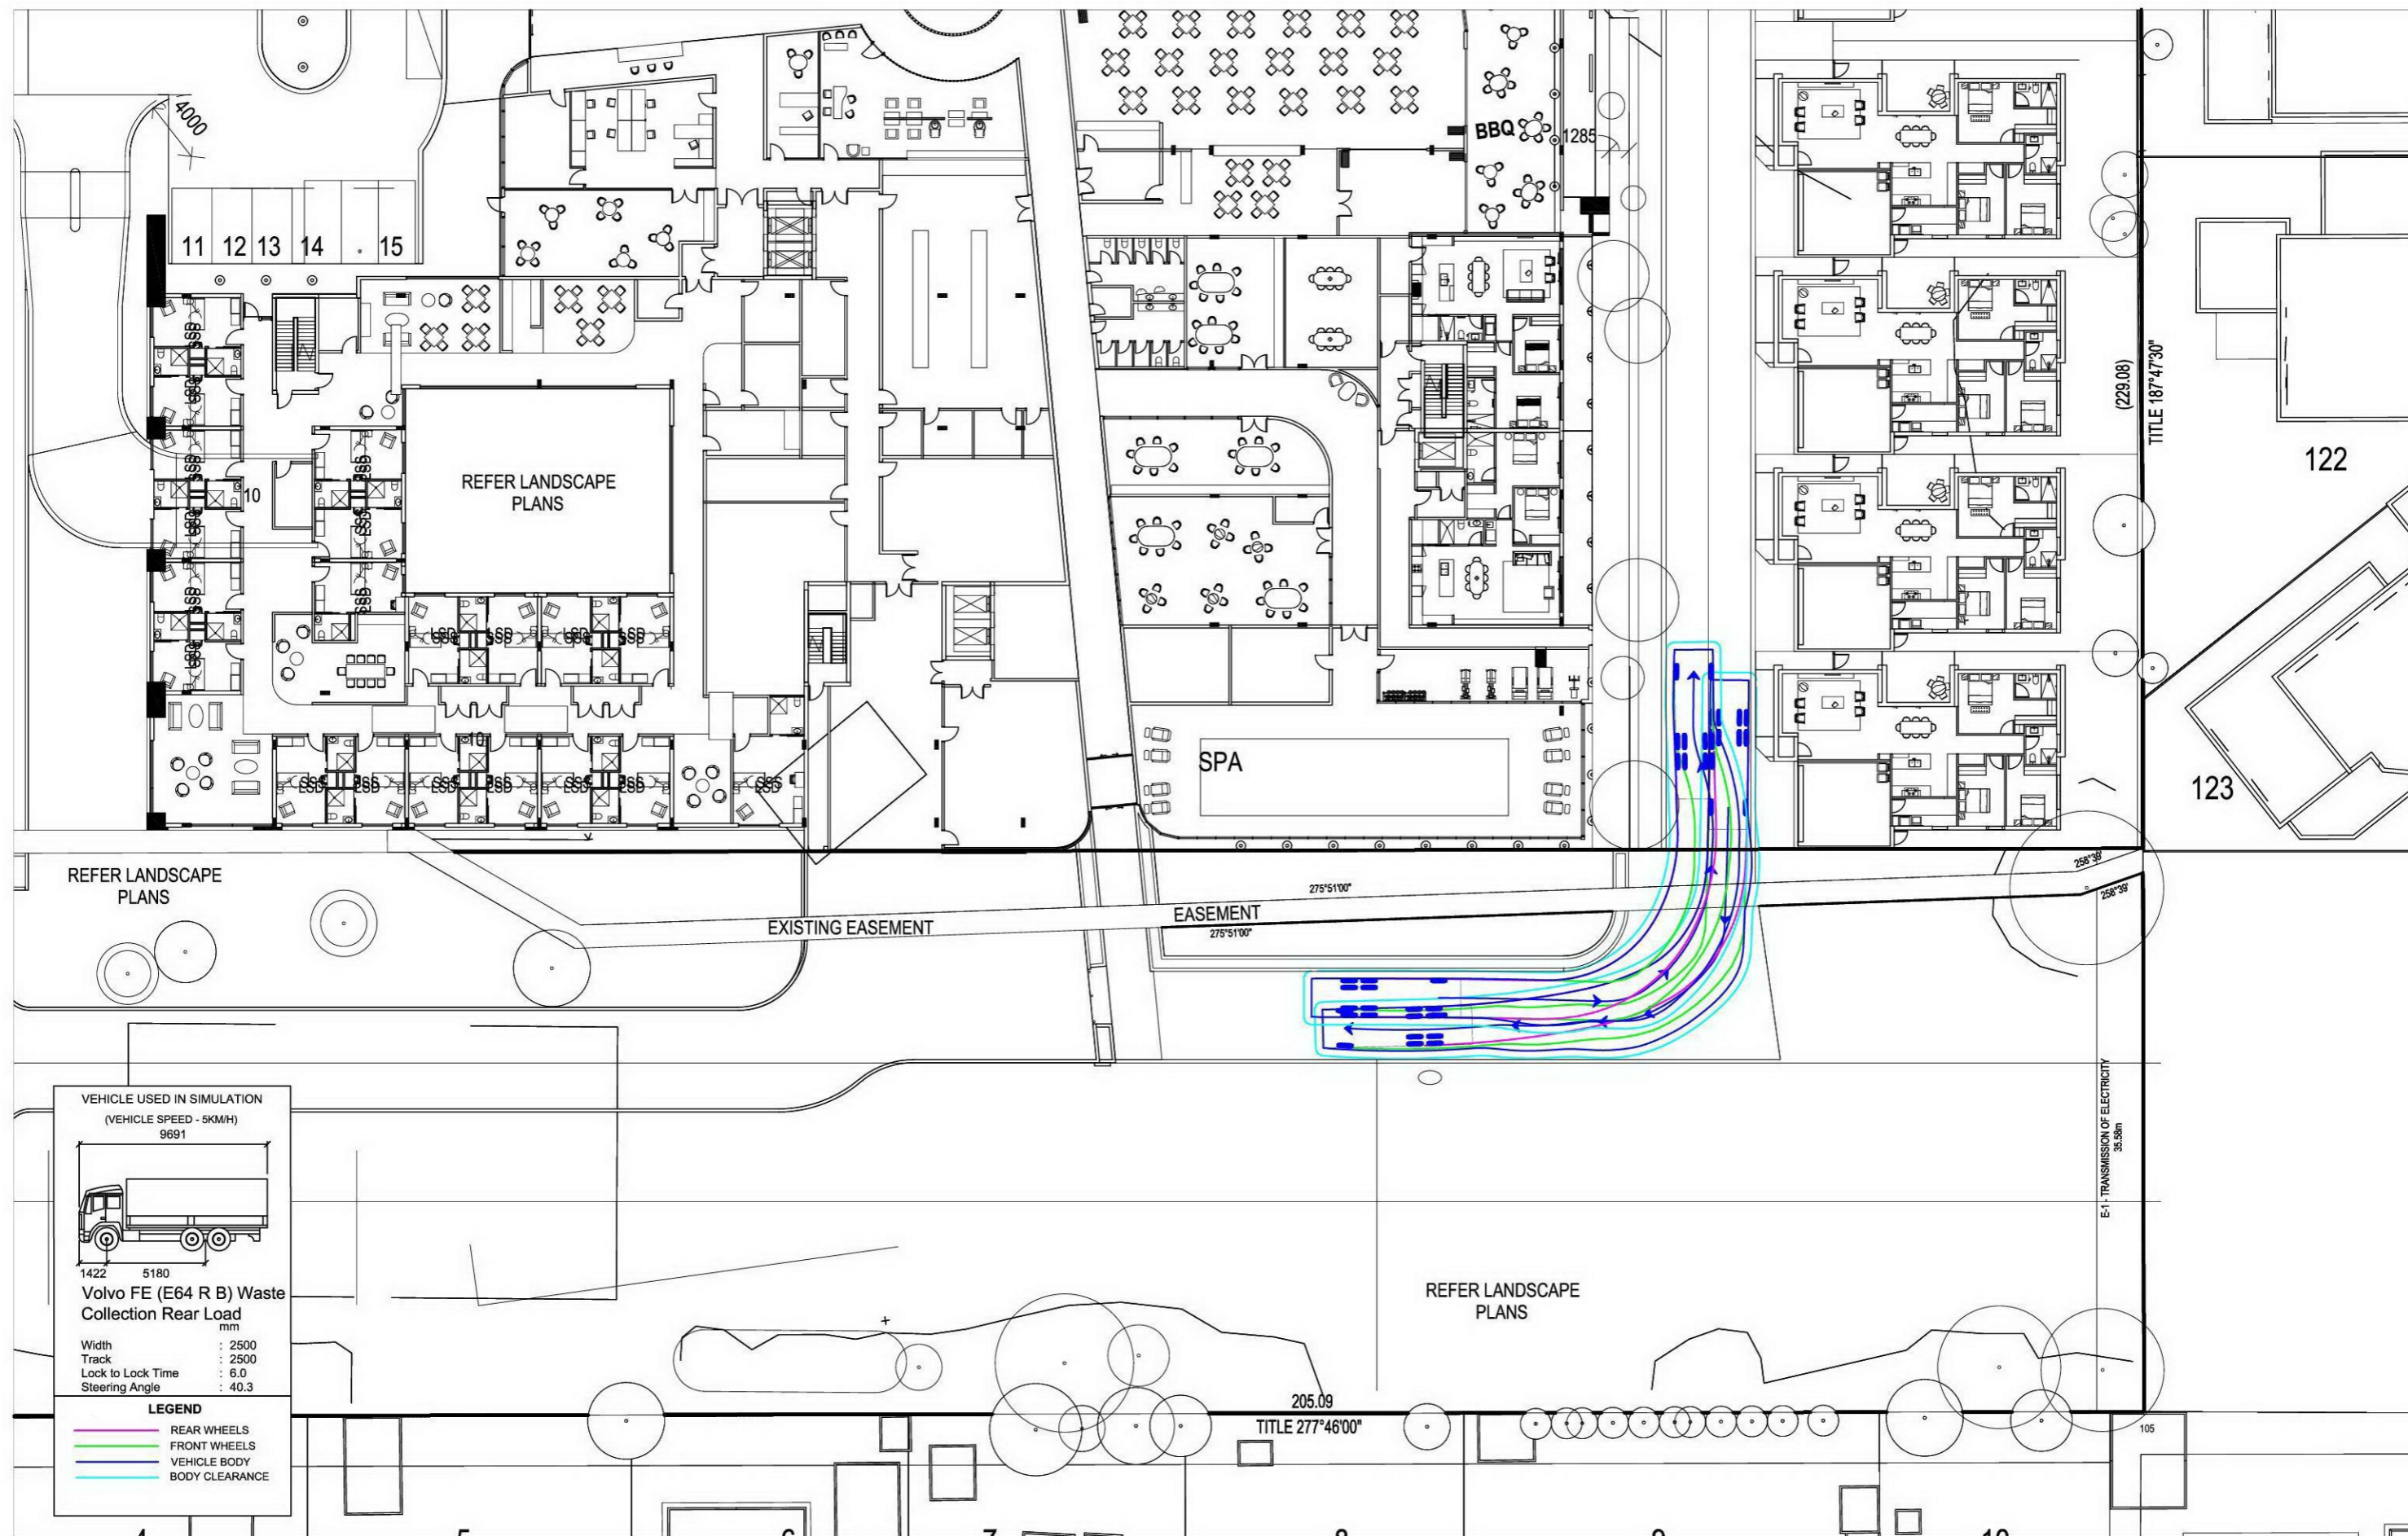 4000
BBQ
1285
11 12 13 14 15
REFER LANDSCAPE
PLANS
10
(229.08)
TITLE 187°47'30"
122
SPA
123
10
REFER LANDSCAPE
PLANS
EXISTING EASEMENT
EASEMENT
275°51'00"
275°51'00"
258°39'
258°39'
E-1 - TRANSMISSION OF ELECTRICITY
35.58m
VEHICLE USED IN SIMULATION
(VEHICLE SPEED - 5KM/H)
9691
1422 5180
Volvo FE (E64 R B) Waste
Collection Rear Load
mm
Width : 2500
Track : 2500
Lock to Lock Time : 6.0
Steering Angle : 40.3
LEGEND
REAR WHEELS
FRONT WHEELS
VEHICLE BODY
BODY CLEARANCE
REFER LANDSCAPE
PLANS
205.09
TITLE 277°46'00"
105